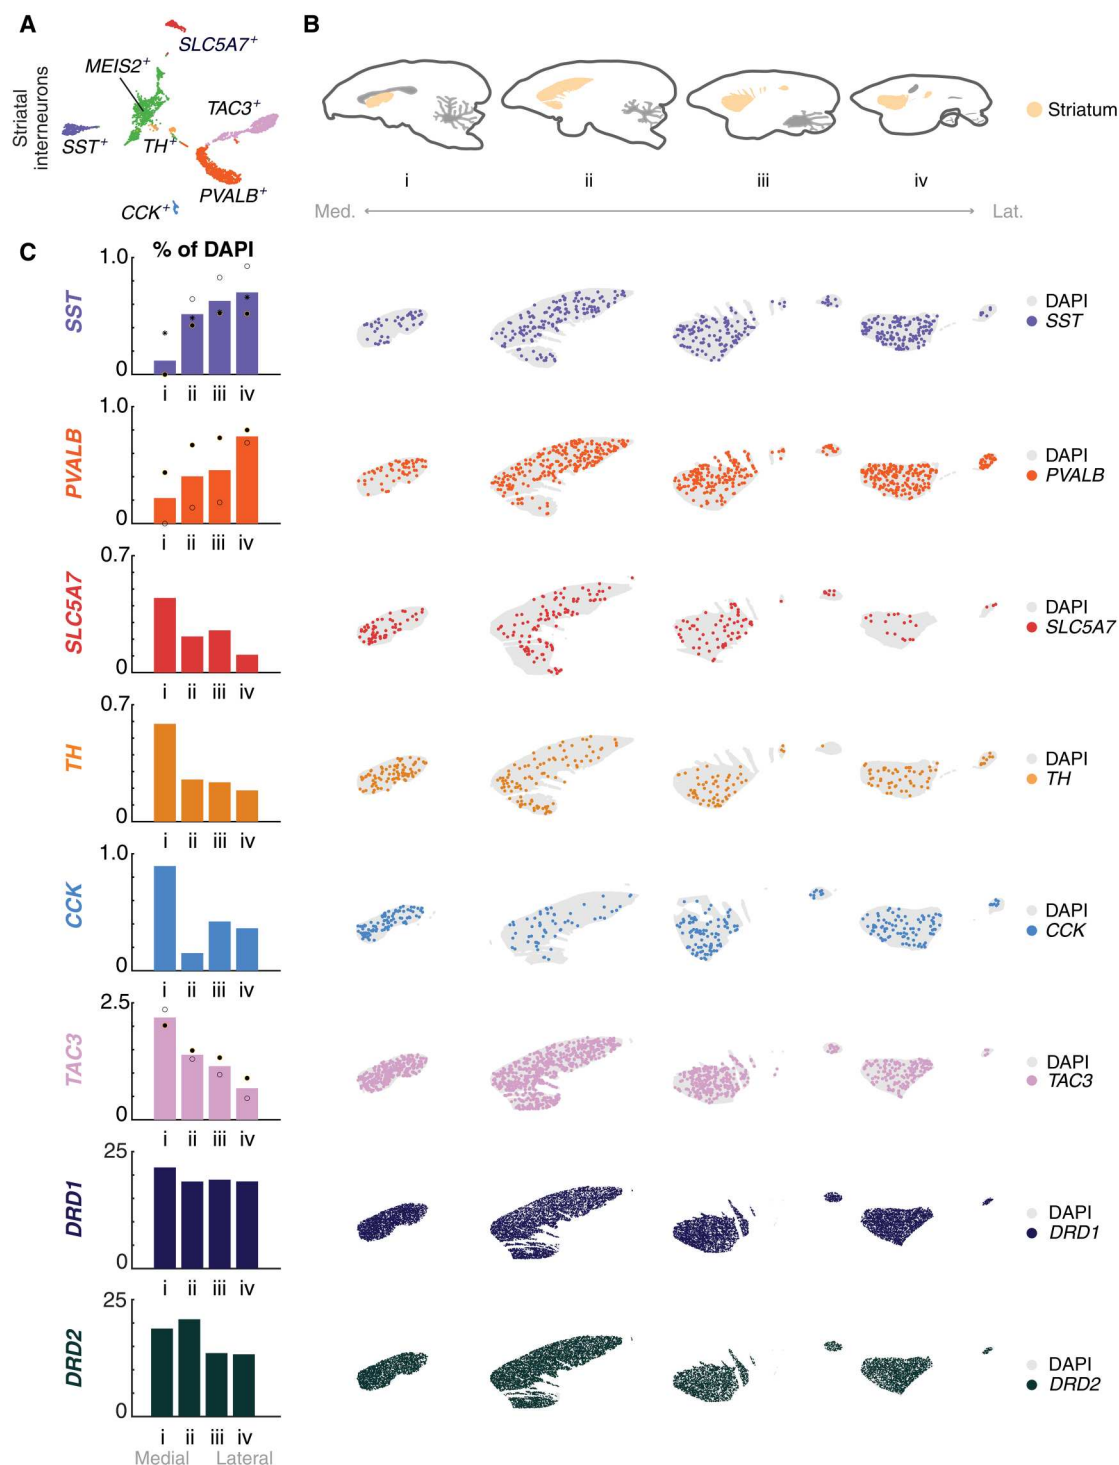 A
SLC5A7+
MEIS2+
TAC3+
Striatal
interneurons
SST+
TH+
PVALB+
CCK+
B
Striatum
i
ii
iii
iv
Med.
Lat.
C
% of DAPI
SST
1.0
0
i ii iii iv
DAPI
SST
PVALB
1.0
0
i ii iii iv
DAPI
PVALB
SLC5A7
0.7
0
i ii iii iv
DAPI
SLC5A7
TH
0.7
0
i ii iii iv
DAPI
TH
CCK
1.0
0
i ii iii iv
DAPI
CCK
TAC3
2.5
0
i ii iii iv
DAPI
TAC3
DRD1
25
0
i ii iii iv
DAPI
DRD1
DRD2
25
0
i ii iii iv
Medial Lateral
DAPI
DRD2